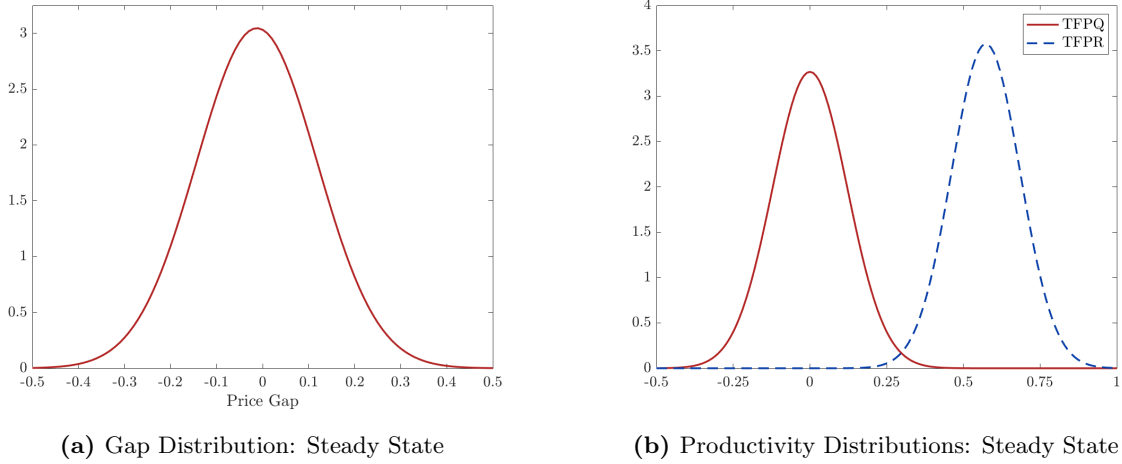 3
2.5
2
1.5
1
0.5
0
-0.5 -0.4 -0.3 -0.2 -0.1 0 0.1 0.2 0.3 0.4 0.5
Price Gap
(a) Gap Distribution: Steady State
4
3.5
3
2.5
2
1.5
1
0.5
0
-0.5 -0.25 0 0.25 0.5 0.75 1
TFPQ
TFPR
(b) Productivity Distributions: Steady State